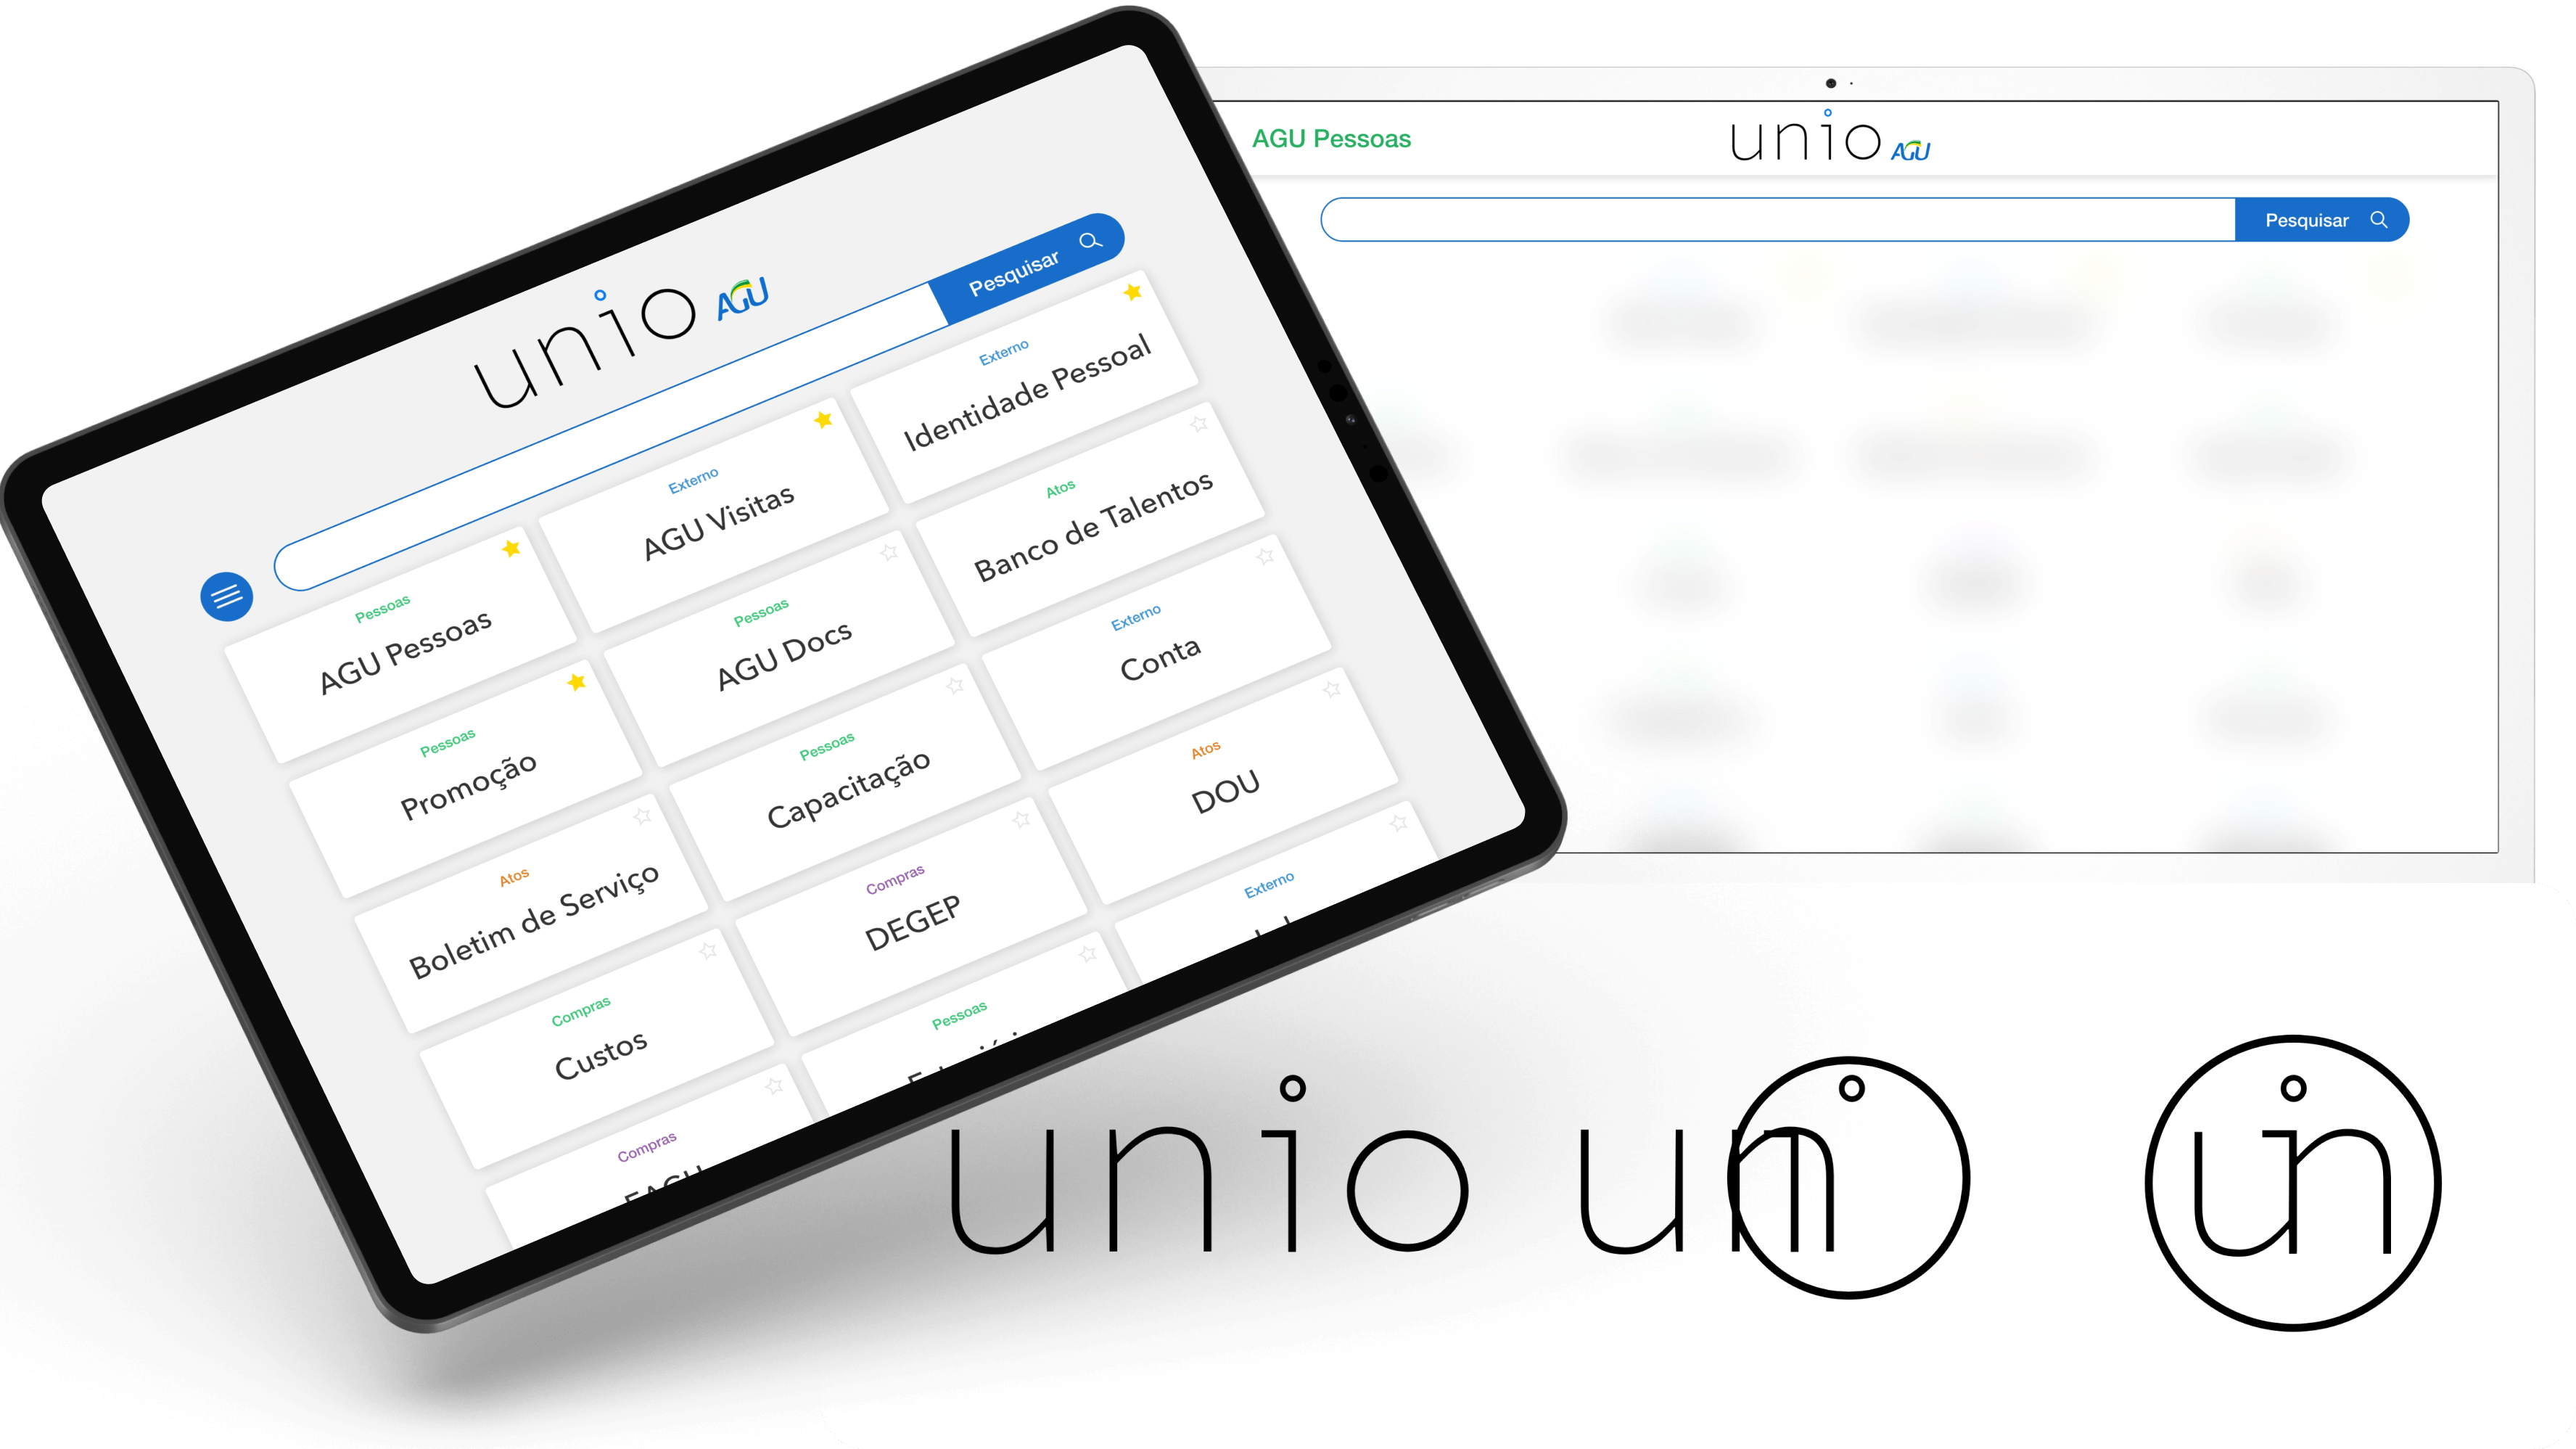 unio AGU
Pesquisar
Pessoas
AGU Pessoas
Externo
AGU Visitas
Externo
Identidade Pessoal
Pessoas
Promoção
Pessoas
AGU Docs
Atos
Banco de Talentos
Atos
Boletim de Serviço
Pessoas
Capacitação
Externo
Conta
Compras
Custos
Compras
DEGEP
Atos
DOU
Compras
Pessoas
Externo
AGU Pessoas
unio AGU
Pesquisar
unio
unio
uin